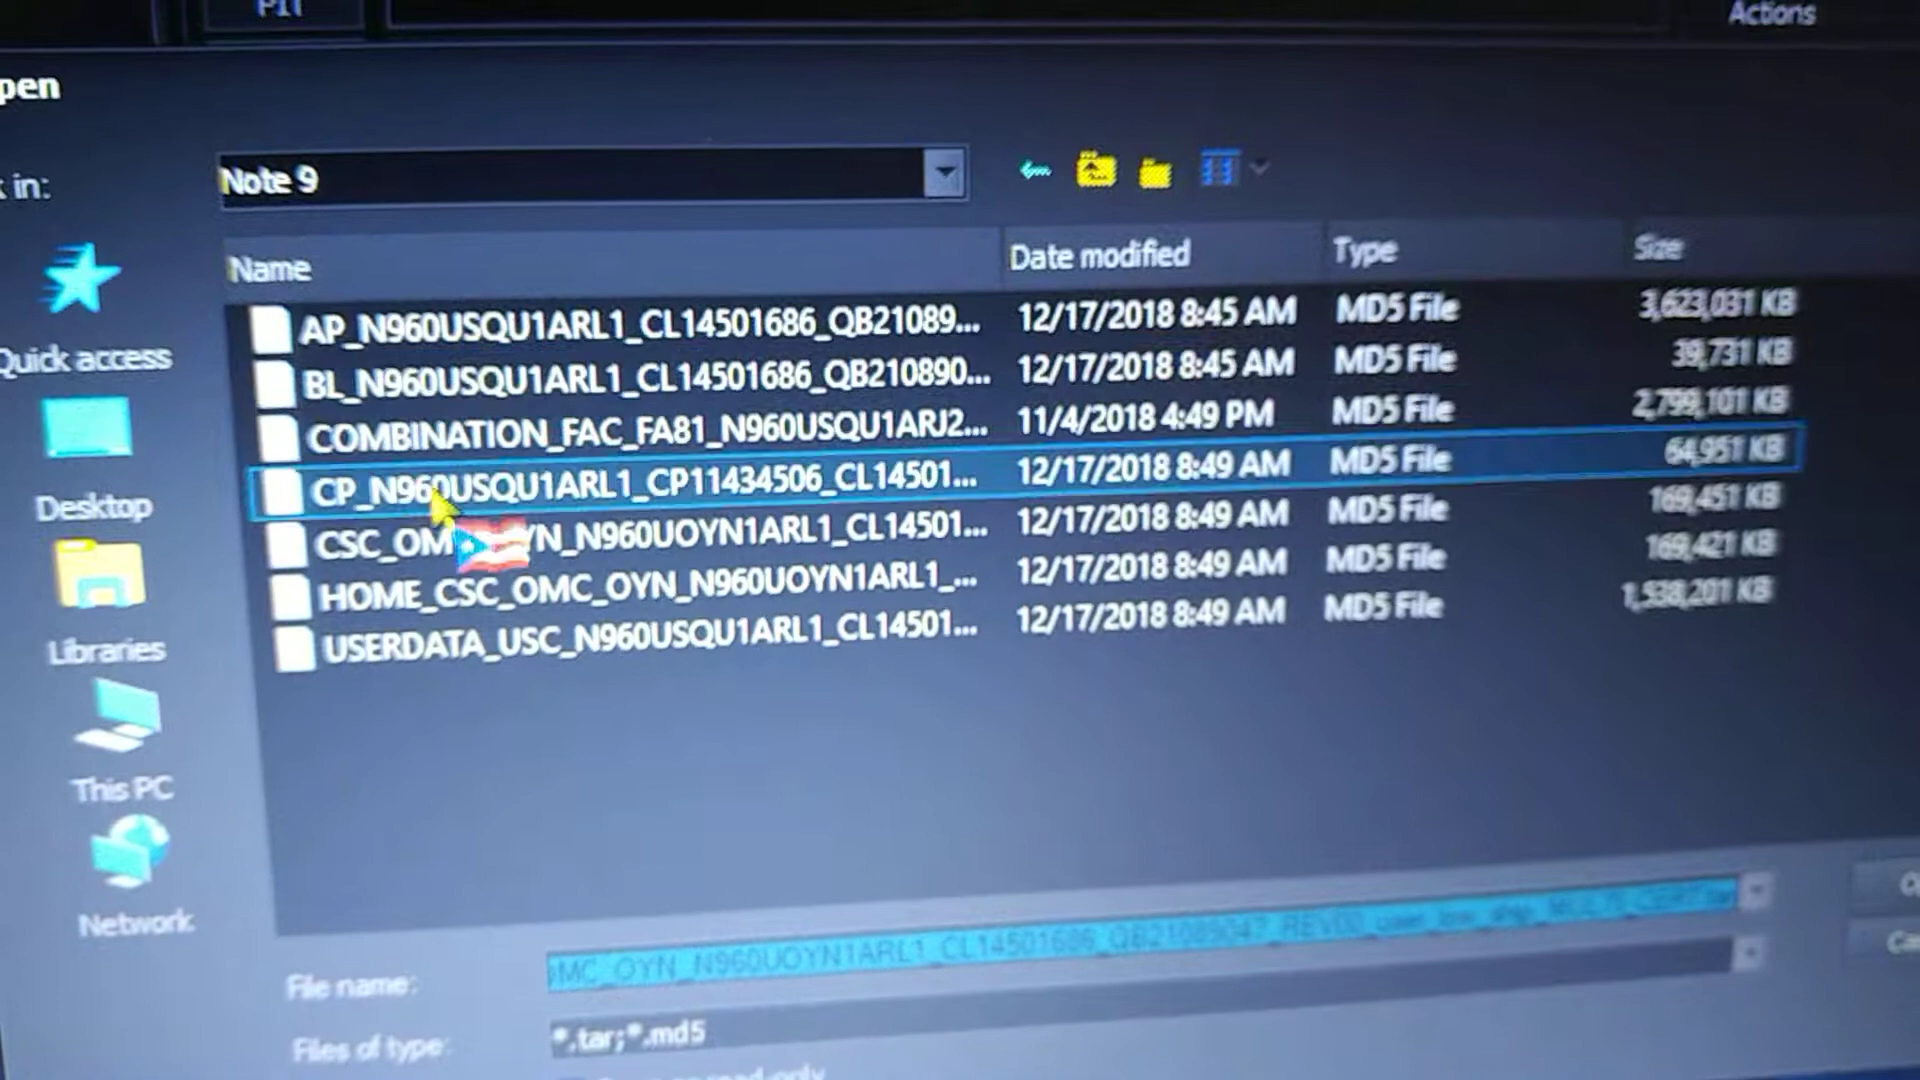 PIT
Actions
pen
k in:
Note 9
Name
Date modified
Type
Size
AP_N960USQU1ARL1_CL14501686_QB21089... 12/17/2018 8:45 AM MD5 File 3,623,031 KB
BL_N960USQU1ARL1_CL14501686_QB210890... 12/17/2018 8:45 AM MD5 File 39,731 KB
COMBINATION_FAC_FA81_N960USQU1ARJ2... 11/4/2018 4:49 PM MD5 File 2,799,101 KB
CP_N960USQU1ARL1_CP11434506_CL14501... 12/17/2018 8:49 AM MD5 File 64,951 KB
CSC_OM YN_N960UOYN1ARL1_CL14501... 12/17/2018 8:49 AM MD5 File 169,451 KB
HOME_CSC_OMC_OYN_N960UOYN1ARL1_... 12/17/2018 8:49 AM MD5 File 169,421 KB
USERDATA_USC_N960USQU1ARL1_CL14501... 12/17/2018 8:49 AM MD5 File 1,538,201 KB
Quick access
Desktop
Libraries
This PC
Network
File name:
MC_OYN_N960UOYN1ARL1_CL14501686_QB21089047_REV00_user_low_ship_MULTI_CERT.tar
Files of type:
*.tar;*.md5
read-only